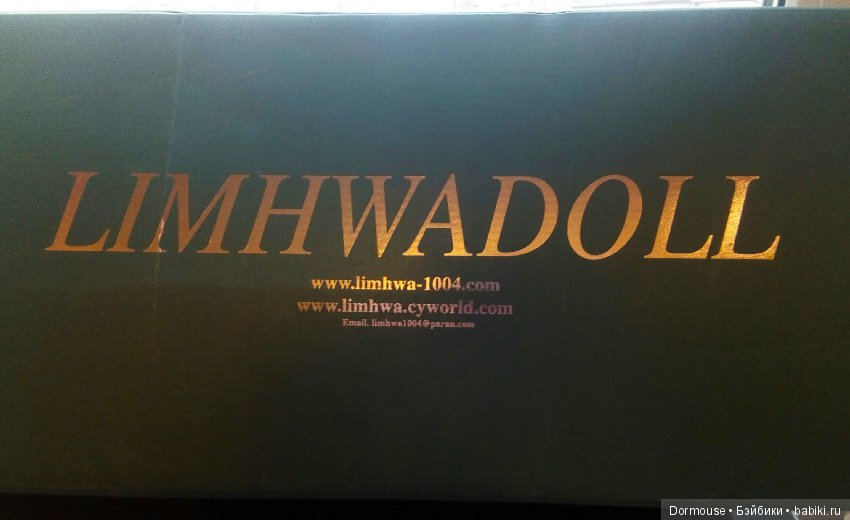 LIMHWADOLL
www.limhwa-1004.com
www.limhwa.cyworld.com
Email. limhwa1004@paran.com
Dormouse • Бэйбики • babiki.ru